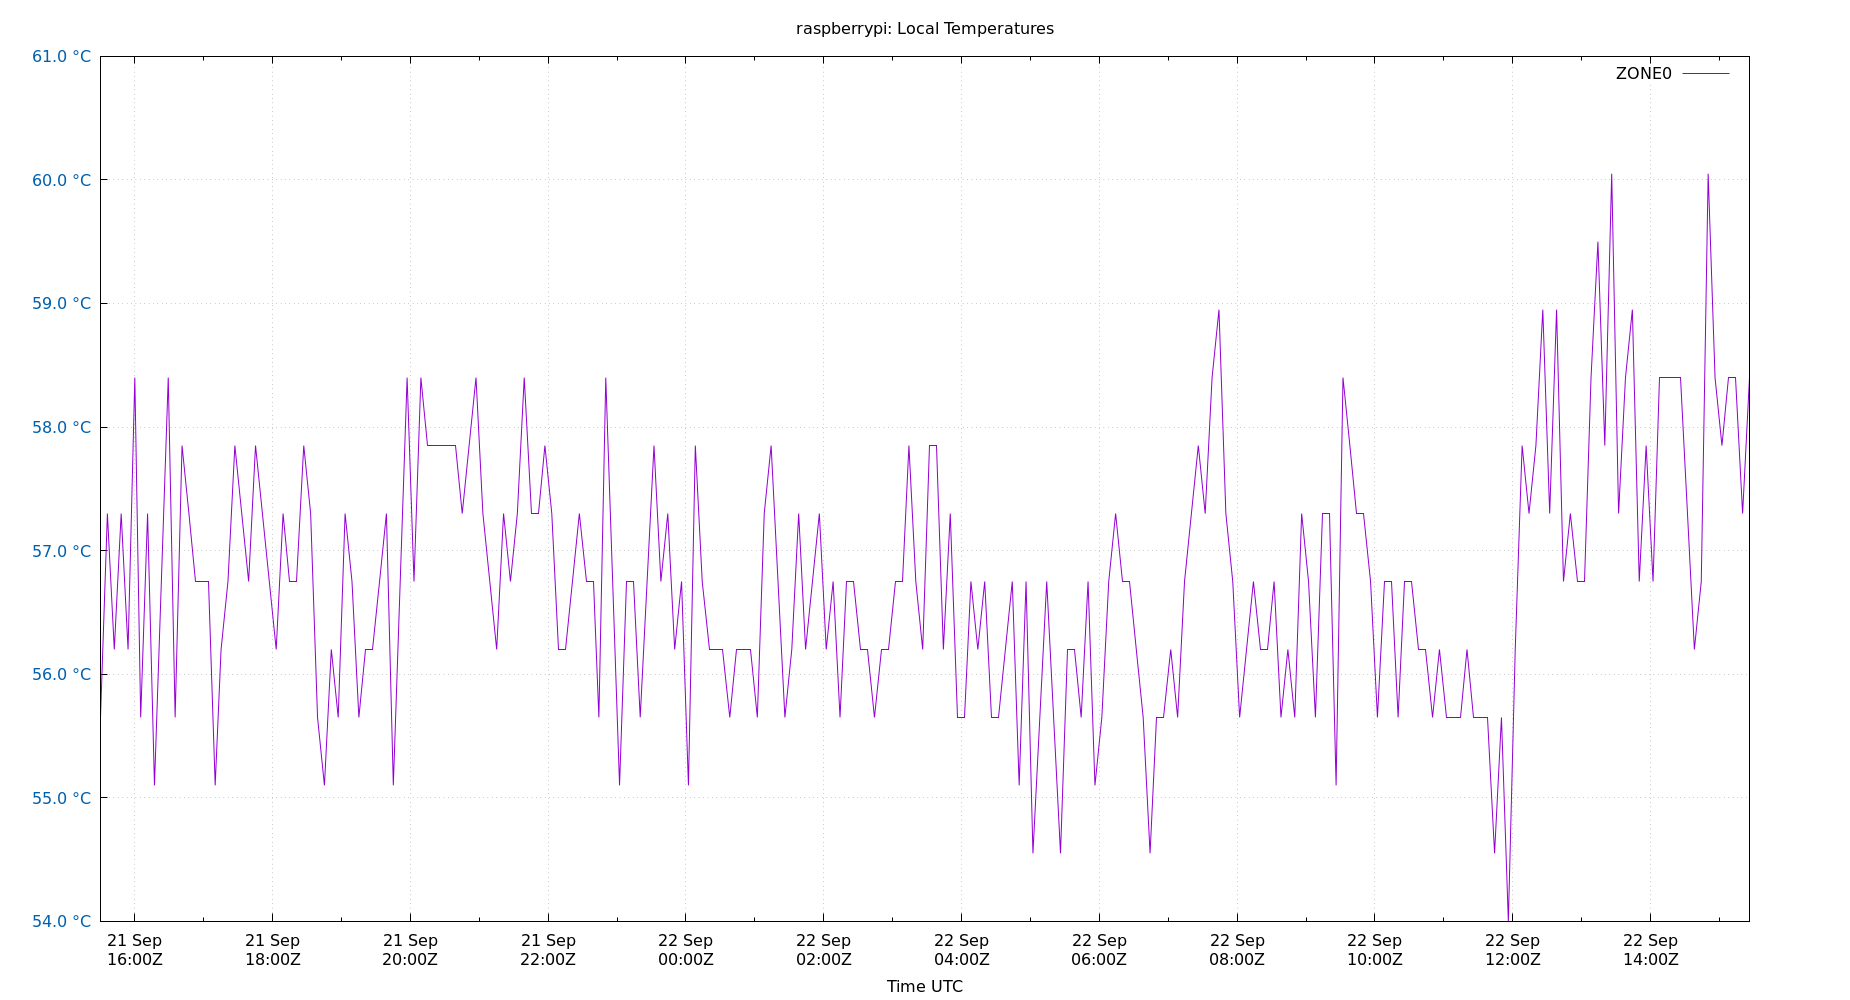 raspberrypi: Local Temperatures
61.0 °C
ZONE0
60.0 °C
59.0 °C
58.0 °C
57.0 °C
56.0 °C
55.0 °C
54.0 °C
21 Sep 21 Sep 21 Sep 21 Sep 22 Sep 22 Sep 22 Sep 22 Sep 22 Sep 22 Sep 22 Sep 22 Sep
16:00Z 18:00Z 20:00Z 22:00Z 00:00Z 02:00Z 04:00Z 06:00Z 08:00Z 10:00Z 12:00Z 14:00Z
Time UTC